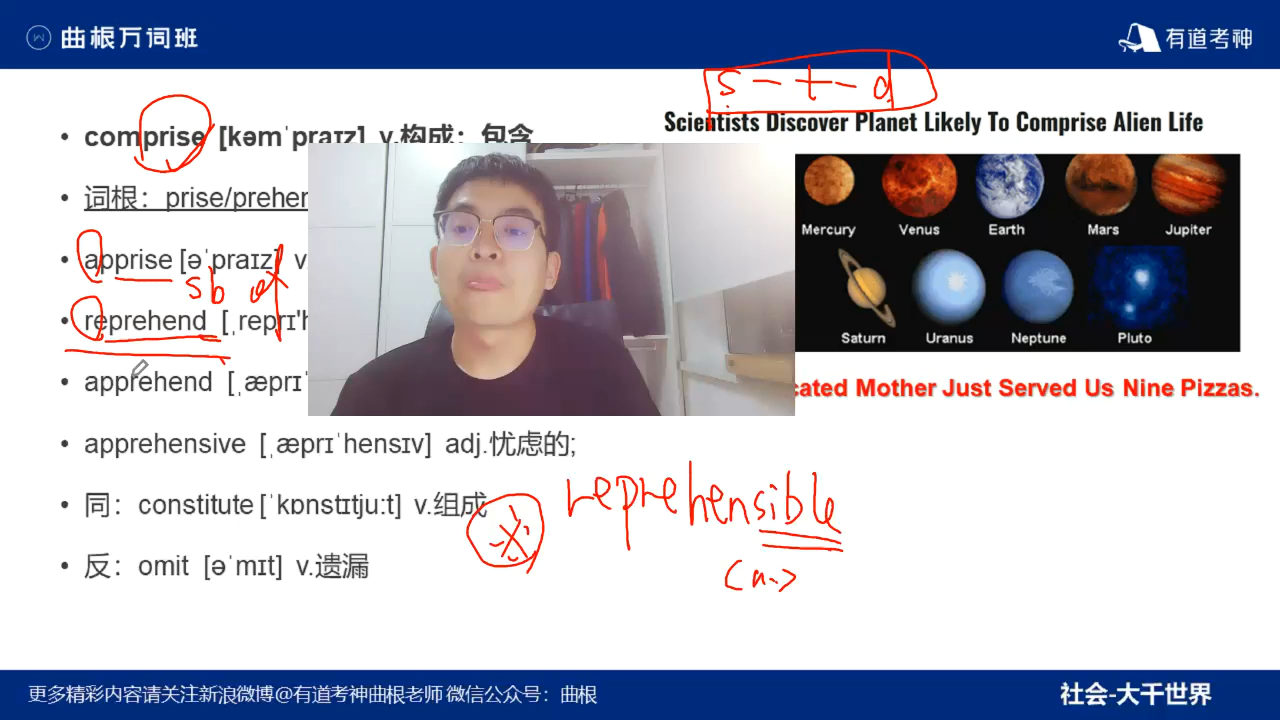 曲根万词班
有道考神
s - t - d
Scientists Discover Planet Likely To Comprise Alien Life
• comprise [kəmˈpraɪz] v.构成；包含
• 词根：prise/prehen
• apprise [əˈpraɪz] v
sb of
• reprehend [ˌreprɪˈh
• apprehend [ˌæprɪˈ
• apprehensive [ˌæprɪˈhensɪv] adj.忧虑的;
• 同：constitute [ˈkɒnstɪtjuːt] v.组成
• 反：omit [əˈmɪt] v.遗漏
Mercury Venus Earth Mars Jupiter
Saturn Uranus Neptune Pluto
cated Mother Just Served Us Nine Pizzas.
reprehensible
更多精彩内容请关注新浪微博@有道考神曲根老师 微信公众号：曲根
社会-大千世界